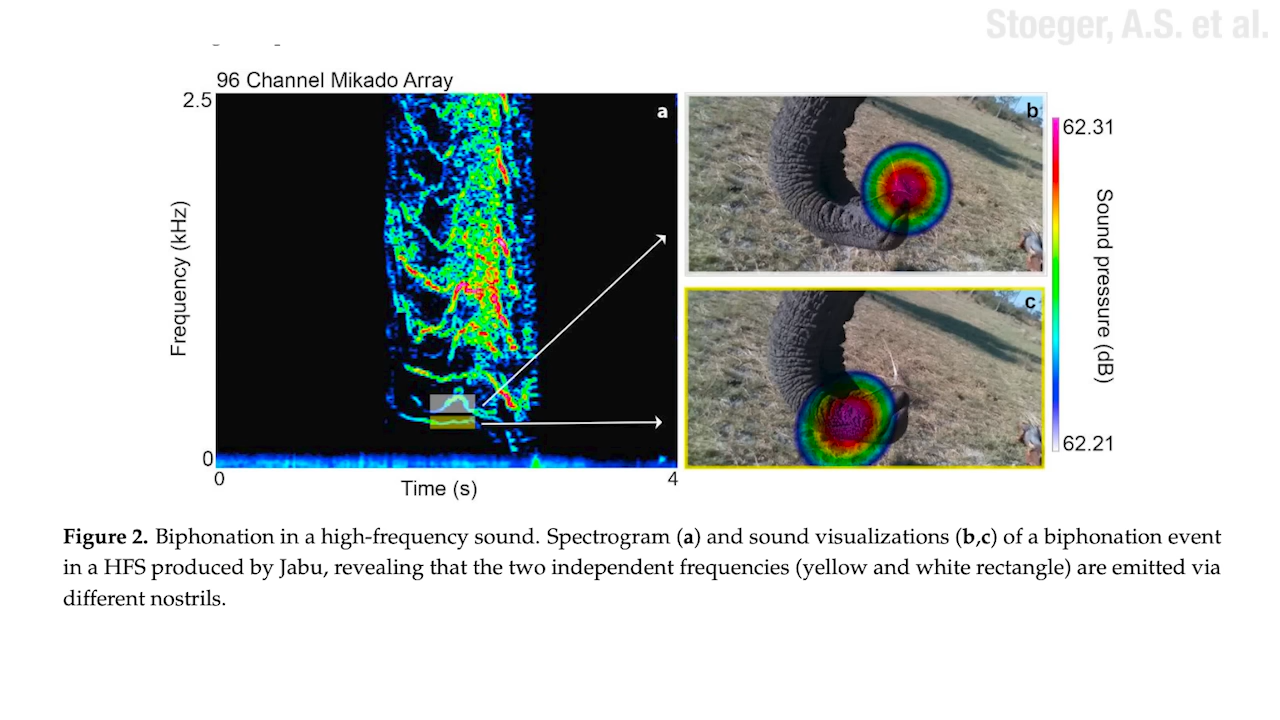 Stoeger, A.S. et al.
96 Channel Mikado Array
2.5
a
b
62.31
Frequency (kHz)
Sound pressure (dB)
c
0
62.21
0
4
Time (s)
Figure 2. Biphonation in a high-frequency sound. Spectrogram (a) and sound visualizations (b,c) of a biphonation event
in a HFS produced by Jabu, revealing that the two independent frequencies (yellow and white rectangle) are emitted via
different nostrils.